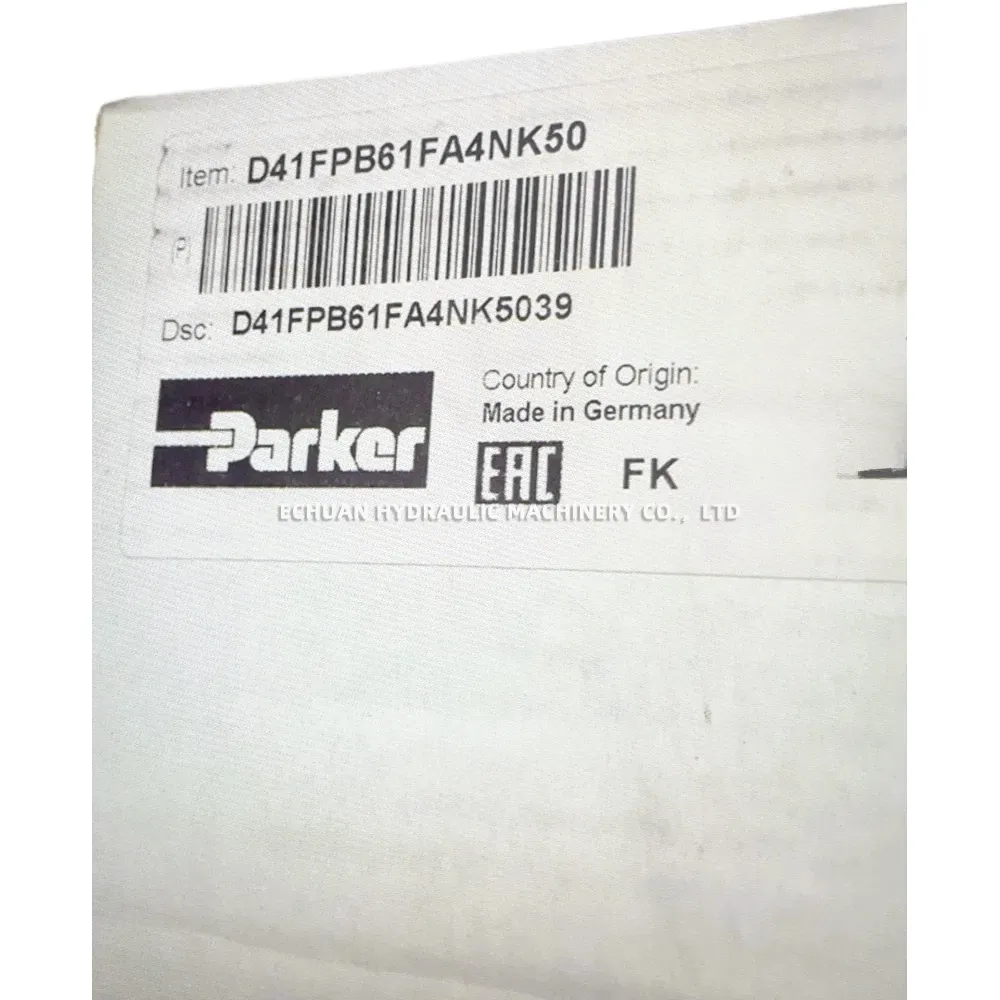 Item: D41FPB61FA4NK50
(P)
Dsc: D41FPB61FA4NK5039
Parker
Country of Origin:
Made in Germany
EAC
FK
ECHUAN HYDRAULIC MACHINERY CO., LTD